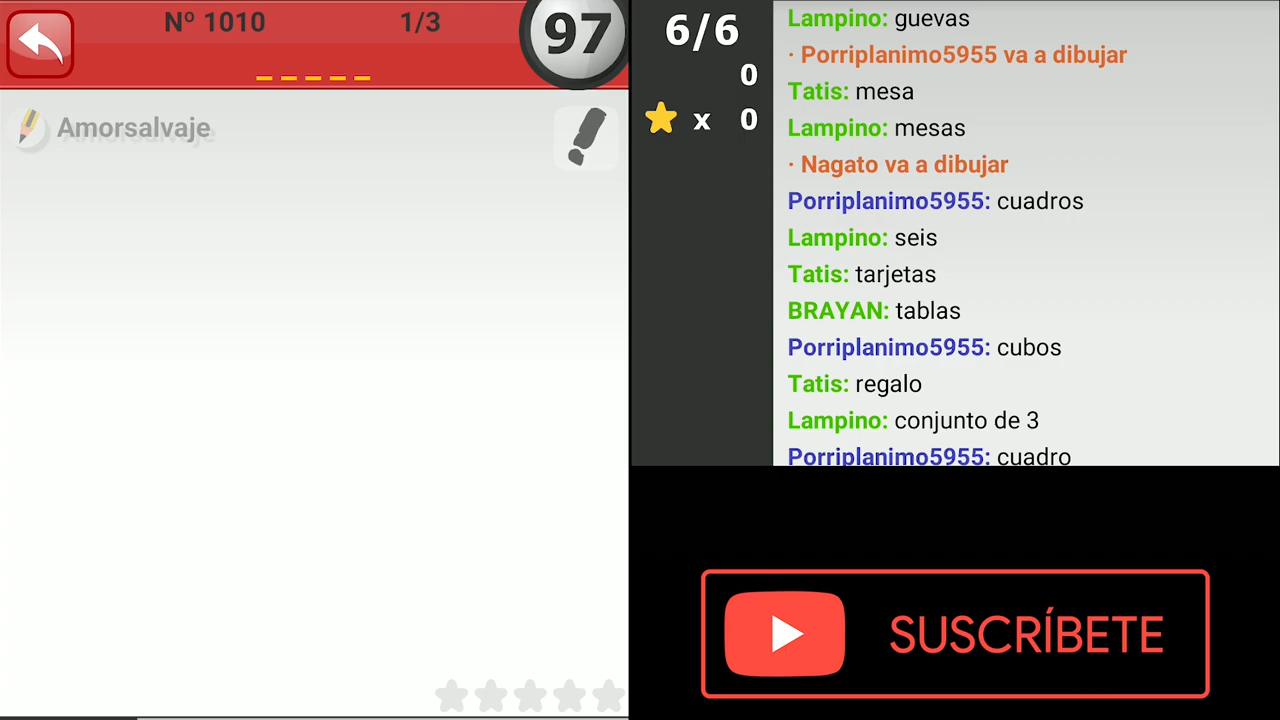 Nº 1010
1/3
97
_ _ _ _ _
Amorsalvaje
6/6
0
x 0
Lampino: guevas
· Porriplanimo5955 va a dibujar
Tatis: mesa
Lampino: mesas
· Nagato va a dibujar
Porriplanimo5955: cuadros
Lampino: seis
Tatis: tarjetas
BRAYAN: tablas
Porriplanimo5955: cubos
Tatis: regalo
Lampino: conjunto de 3
Porriplanimo5955: cuadro
SUSCRÍBETE